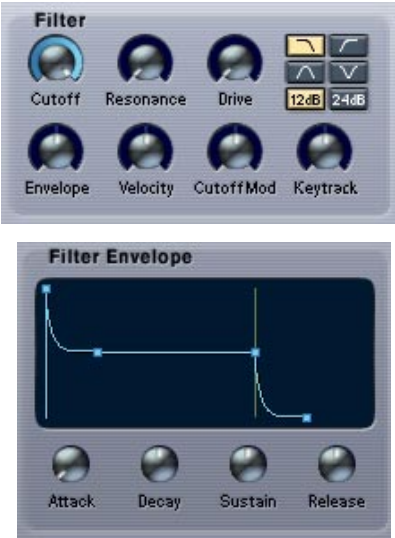 Filter
Cutoff Resonance Drive 12dB 24dB
Envelope Velocity CutoffMod Keytrack
Filter Envelope
Attack Decay Sustain Release